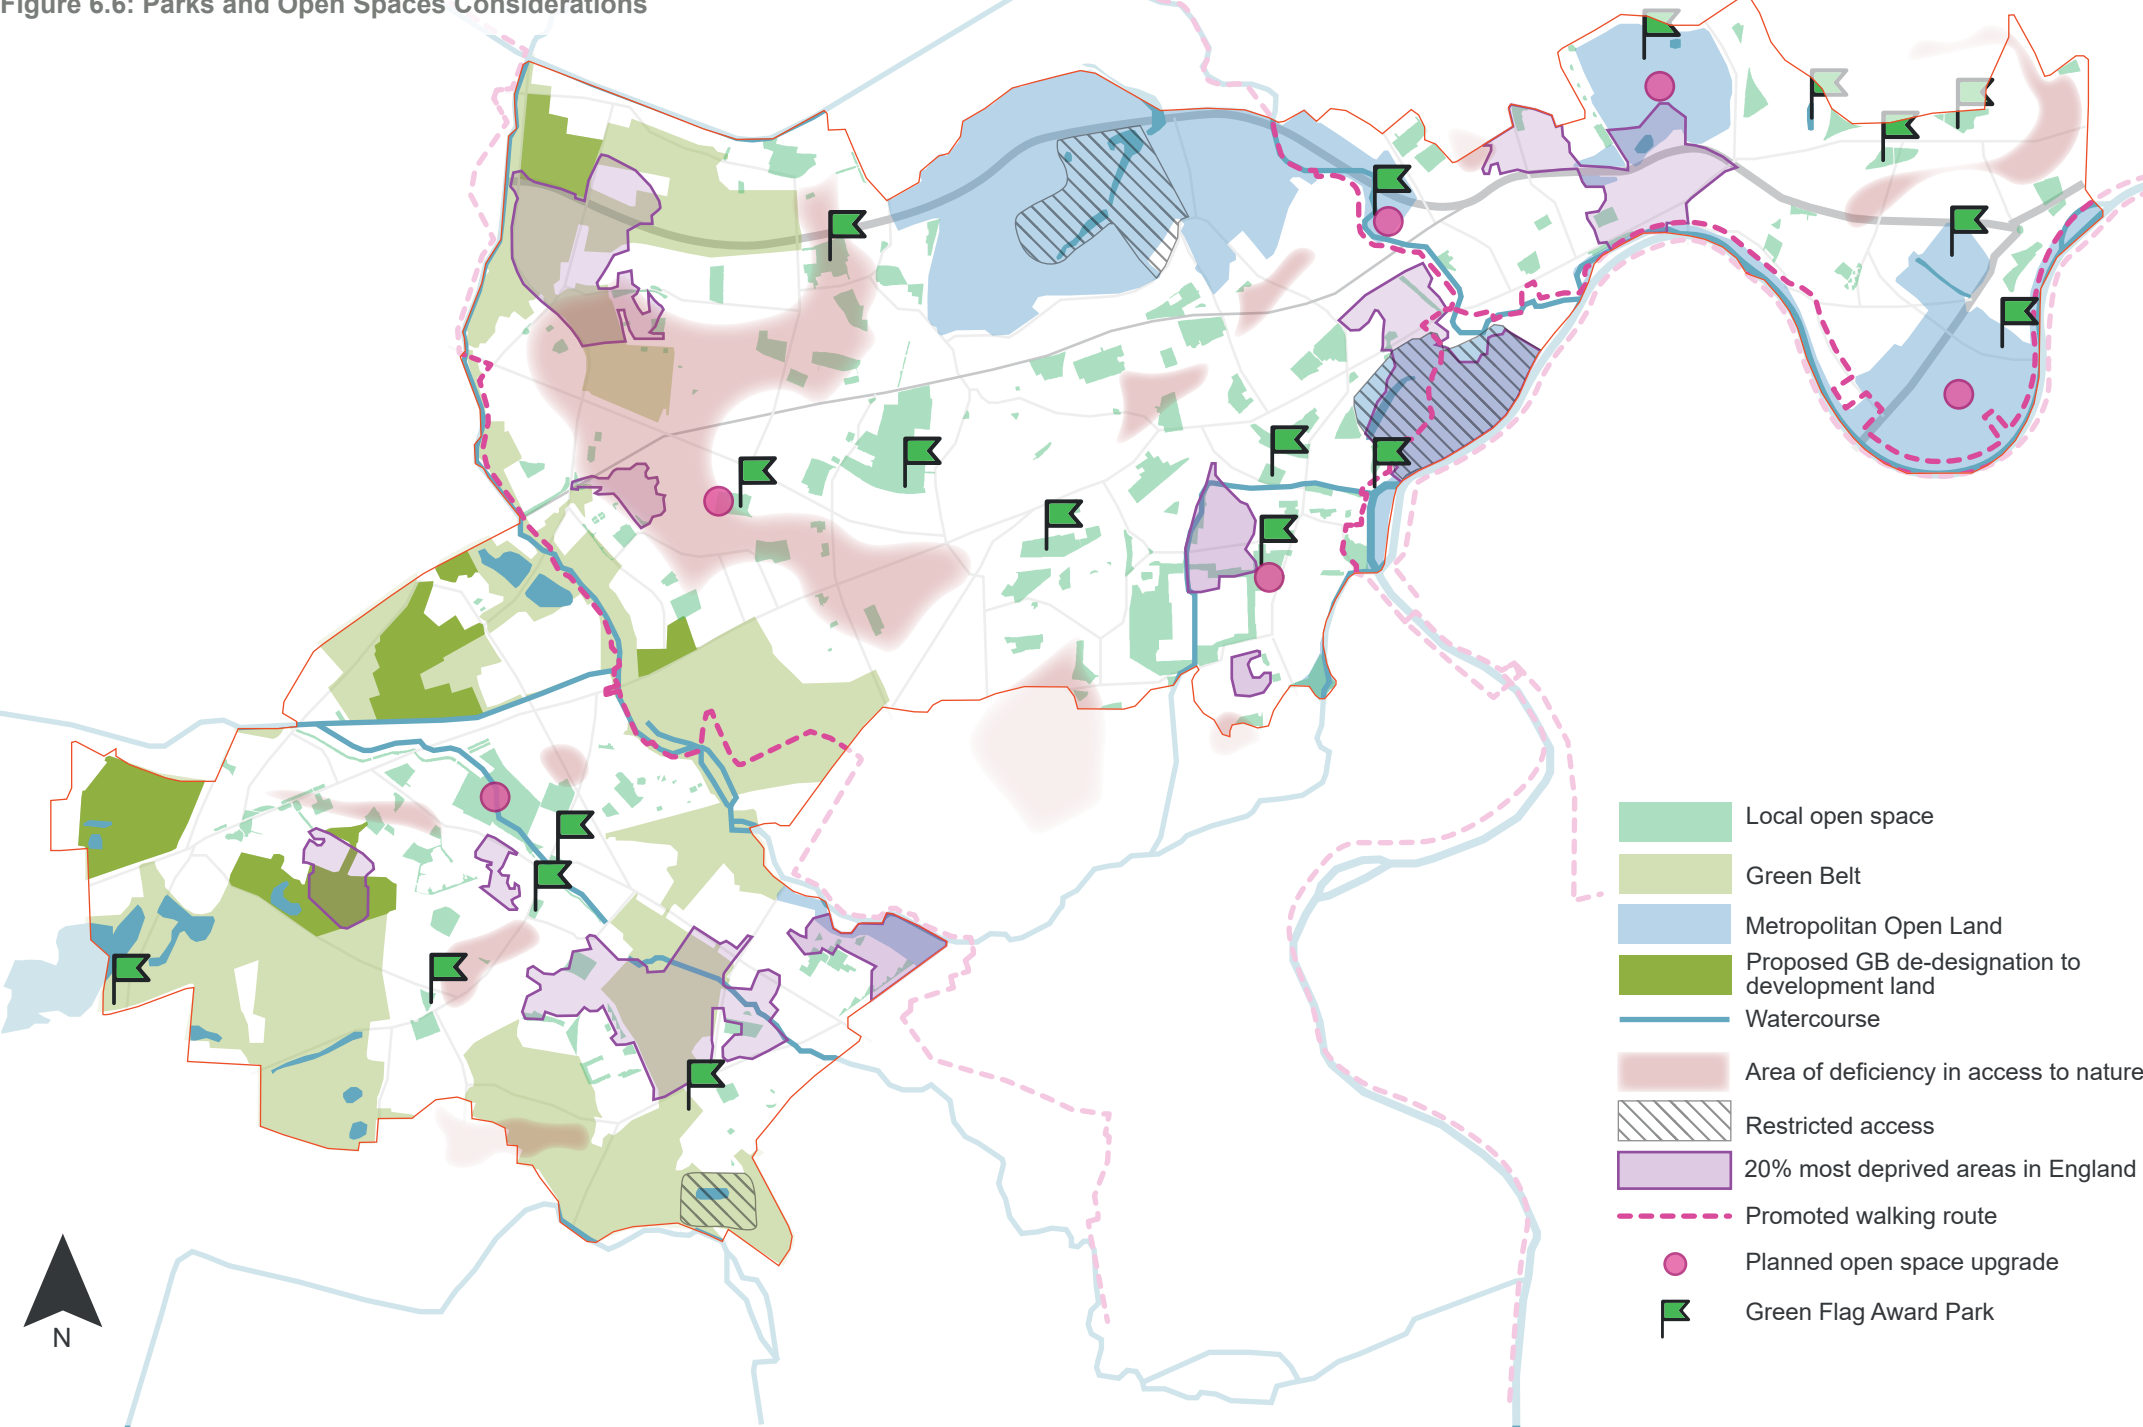 Figure 6.6: Parks and Open Spaces Considerations
Local open space
Green Belt
Metropolitan Open Land
Proposed GB de-designation to
development land
Watercourse
Area of deficiency in access to nature
Restricted access
20% most deprived areas in England
Promoted walking route
Planned open space upgrade
Green Flag Award Park
N